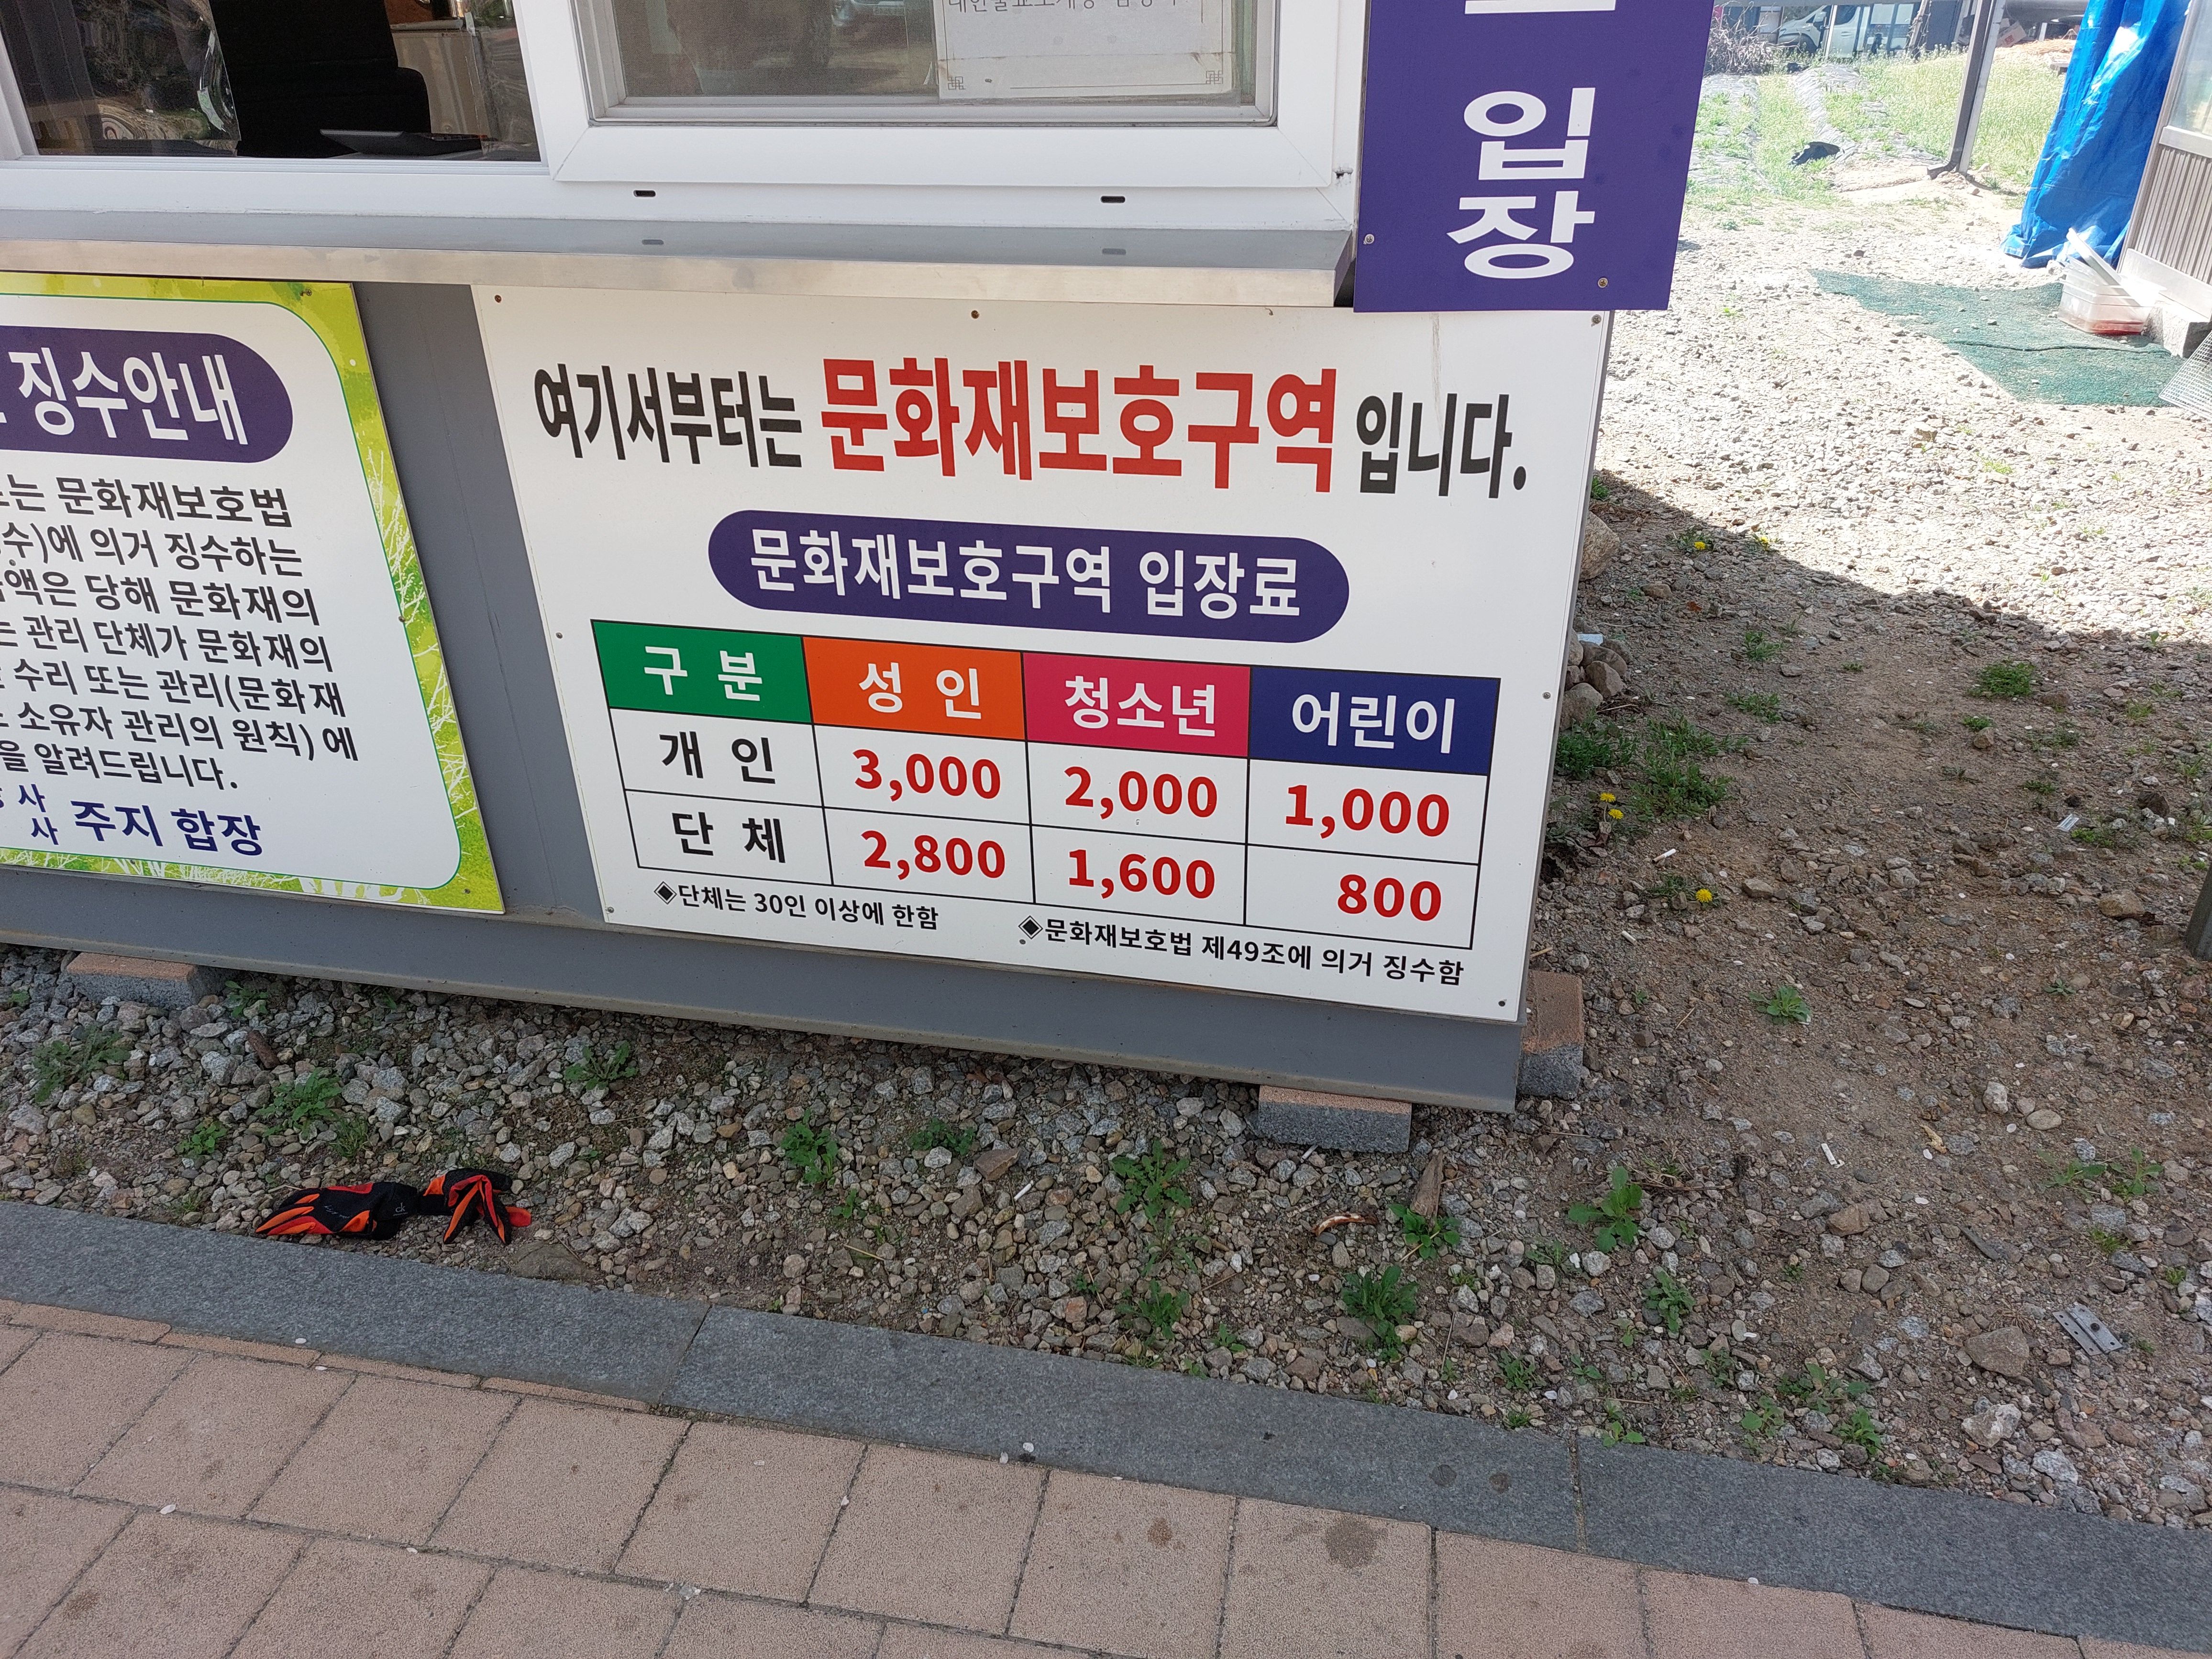 입장
징수안내
는 문화재보호법
수)에 의거 징수하는
액은 당해 문화재의
관리 단체가 문화재의
수리 또는 관리(문화재
소유자 관리의 원칙) 에
을 알려드립니다.
사
사 주지 합장
여기서부터는 문화재보호구역 입니다.
문화재보호구역 입장료
구 분 성 인 청소년 어린이
개 인 3,000 2,000 1,000
단 체 2,800 1,600 800
◈단체는 30인 이상에 한함
◈문화재보호법 제49조에 의거 징수함